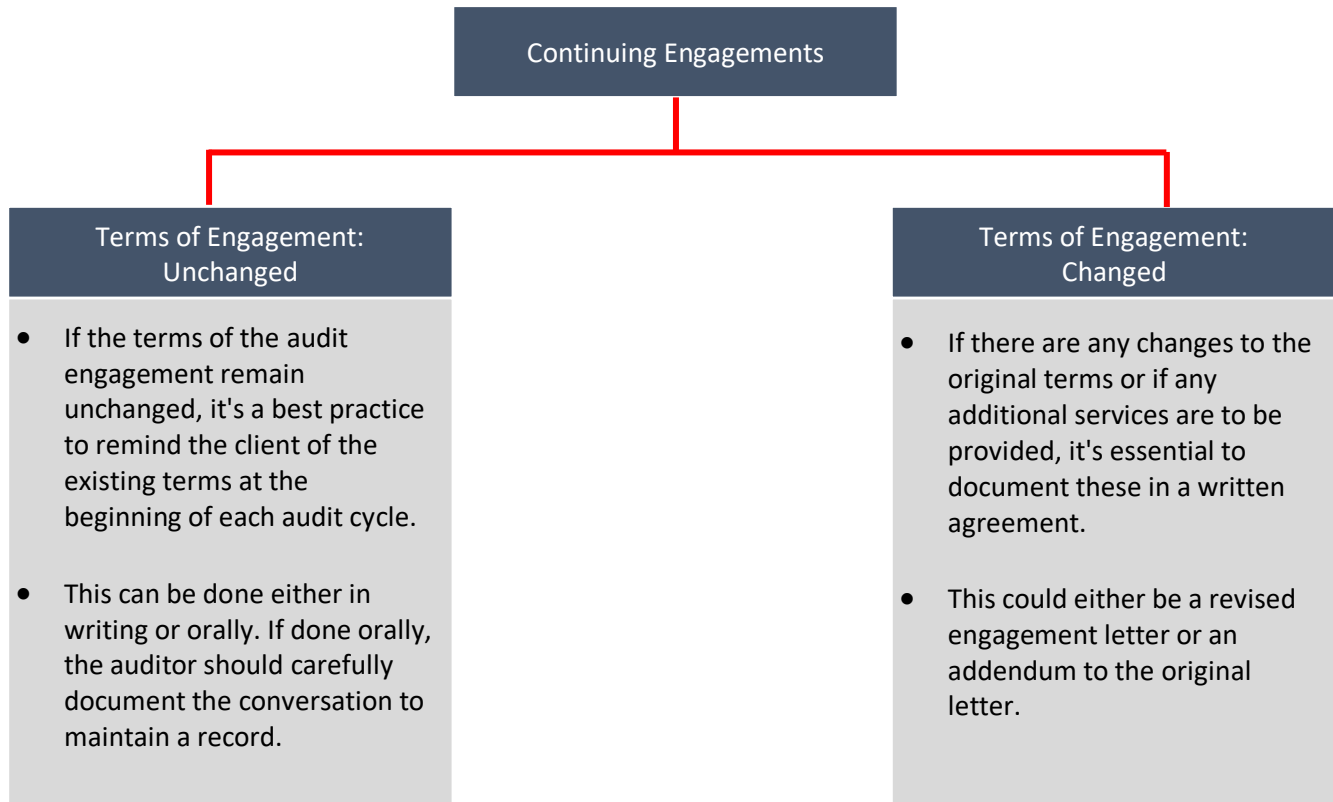 Continuing Engagements
Terms of Engagement:
Unchanged
● If the terms of the audit
engagement remain
unchanged, it's a best practice
to remind the client of the
existing terms at the
beginning of each audit cycle.
● This can be done either in
writing or orally. If done orally,
the auditor should carefully
document the conversation to
maintain a record.
Terms of Engagement:
Changed
● If there are any changes to the
original terms or if any
additional services are to be
provided, it's essential to
document these in a written
agreement.
● This could either be a revised
engagement letter or an
addendum to the original
letter.